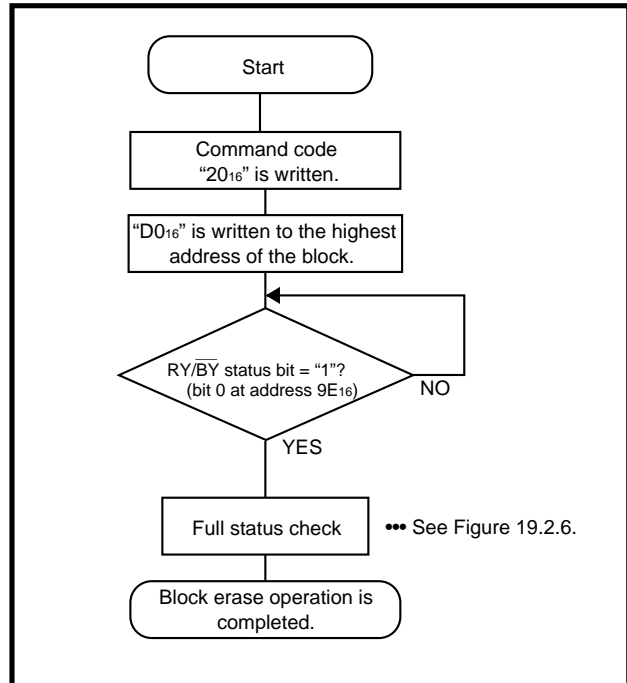 Start
Command code
“20₁₆” is written.
“D0₁₆” is written to the highest
address of the block.
RY/B̅Y̅ status bit = “1”?
(bit 0 at address 9E₁₆)
NO
YES
Full status check
••• See Figure 19.2.6.
Block erase operation is
completed.